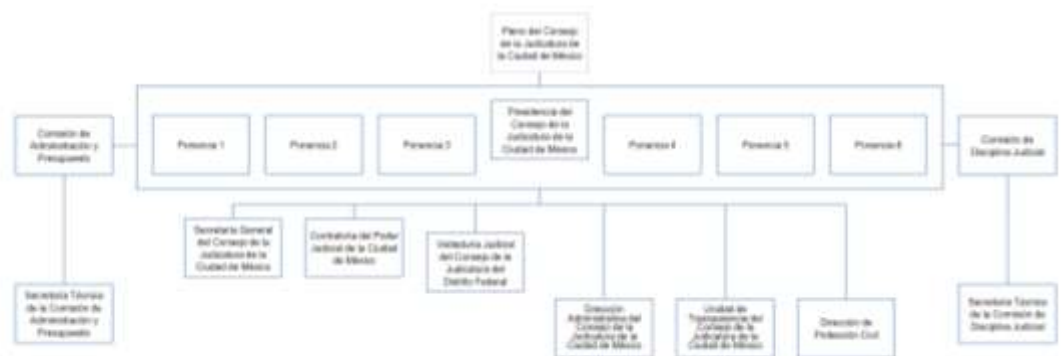 Pleno del Consejo
de la Judicatura de
la Ciudad de México
Presidencia del
Consejo de la
Judicatura de la
Ciudad de México
Comisión de
Administración y
Presupuesto
Ponencia 1
Ponencia 2
Ponencia 3
Ponencia 4
Ponencia 5
Ponencia 6
Comisión de
Disciplina Judicial
Secretaría General
del Consejo de la
Judicatura de la
Ciudad de México
Contraloría del Poder
Judicial de la Ciudad
de México
Visitaduría Judicial
del Consejo de la
Judicatura del
Distrito Federal
Secretaría Técnica
de la Comisión de
Administración y
Presupuesto
Dirección
Administrativa del
Consejo de la
Judicatura de la
Ciudad de México
Unidad de
Transparencia del
Consejo de la
Judicatura de la
Ciudad de México
Dirección de
Protección Civil
Secretaría Técnica
de la Comisión de
Disciplina Judicial